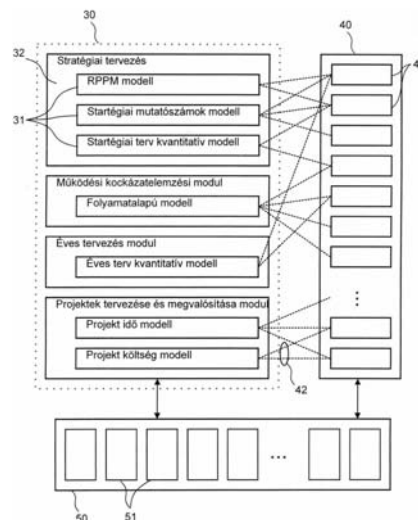 30
40
32
Stratégiai tervezés
RPPM modell
31
Startégiai mutatószámok modell
Startégiai terv kvantitatív modell
Működési kockázatelemzési modul
Folyamatalapú modell
Éves tervezés modul
Éves terv kvantitatív modell
Projektek tervezése és megvalósítása modul
Projekt idő modell
Projekt költség modell
42
50
51